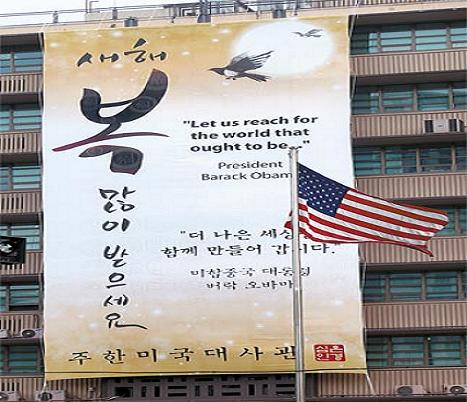 새해
복
많이
받으세요
"Let us reach for
the world that
ought to be..."
President
Barack Obama
"더 나은 세상
함께 만들어 갑시다."
미합중국 대통령
버락 오바마
주한미국대사관